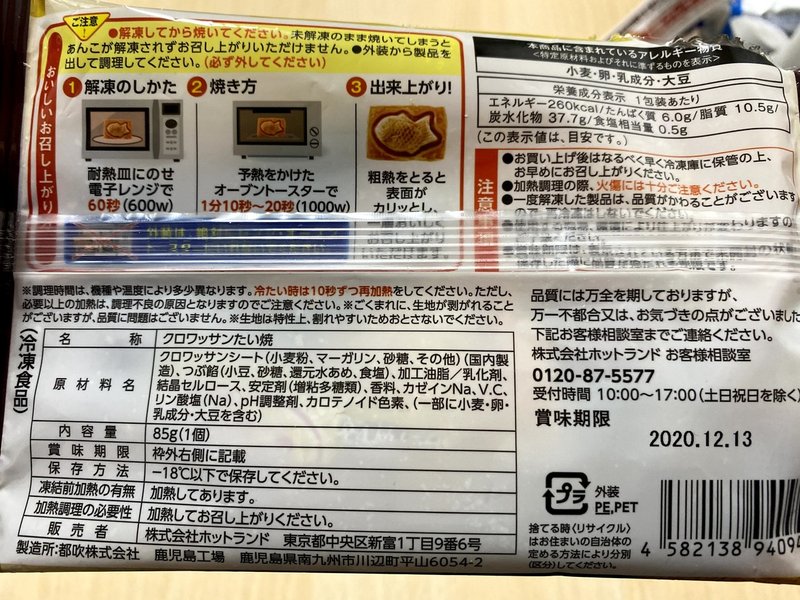 ご注意!
●解凍してから焼いてください。未解凍のまま焼いてしまうと
あんこが解凍されずお召し上がりいただけません。●外装から製品を
出して調理してください。(必ず外してください)
おいしいお召し上がり
1 解凍のしかた
耐熱皿にのせ
電子レンジで
60秒(600w)
2 焼き方
予熱をかけた
オーブントースターで
1分10秒〜20秒(1000w)
3 出来上がり!
粗熱をとると
表面が
カリッとし、
本商品に含まれているアレルギー物質
<特定原材料およびそれに準ずるものを表示>
小麦・卵・乳成分・大豆
栄養成分表示 1包装あたり
エネルギー260kcal/たんぱく質 6.0g/脂質 10.5g/
炭水化物 37.7g/食塩相当量 0.5g
(この表示値は、目安です。)
注意
●お買い上げ後はなるべく早く冷凍庫に保管の上、
お早めにお召し上がりください。
●加熱調理の際、火傷には十分ご注意ください。
●一度解凍した製品は、品質がかわることがございます
ので、再冷凍はしないでください。
※調理時間は、機種や温度により多少異なります。冷たい時は10秒ずつ再加熱をしてください。ただし、
必要以上の加熱は、調理不良の原因となりますのでご注意ください。※ごくまれに、生地が剥がれること
がございますが、品質に問題はございません。※生地は特性上、割れやすいためおとさないでください。
(冷凍食品)
名称 クロワッサンたい焼
原材料名 クロワッサンシート(小麦粉、マーガリン、砂糖、その他)(国内製
造)、つぶ餡(小豆、砂糖、還元水あめ、食塩)、加工油脂/乳化剤、
結晶セルロース、安定剤(増粘多糖類)、香料、カゼインNa、V.C、
リン酸塩(Na)、pH調整剤、カロテノイド色素、(一部に小麦・卵・
乳成分・大豆を含む)
内容量 85g(1個)
賞味期限 枠外右側に記載
保存方法 −18℃以下で保存してください。
凍結前加熱の有無 加熱してあります。
加熱調理の必要性 加熱してお召し上がりください。
販売者 株式会社ホットランド 東京都中央区新富1丁目9番6号
製造所:都吹株式会社 鹿児島工場 鹿児島県南九州市川辺町平山6054-2
品質には万全を期しておりますが、
万一不都合又は、お気づきの点がございまし
下記お客様相談室までご連絡ください。
株式会社ホットランド お客様相談室
0120-87-5577
受付時間 10:00〜17:00(土日祝日を除く)
賞味期限
2020.12.13
プラ 外装
PE,PET
捨てる時〈リサイクル〉
はお住まいの自治体の
定める方法により分別
(区分)してください。
4 582138 94094